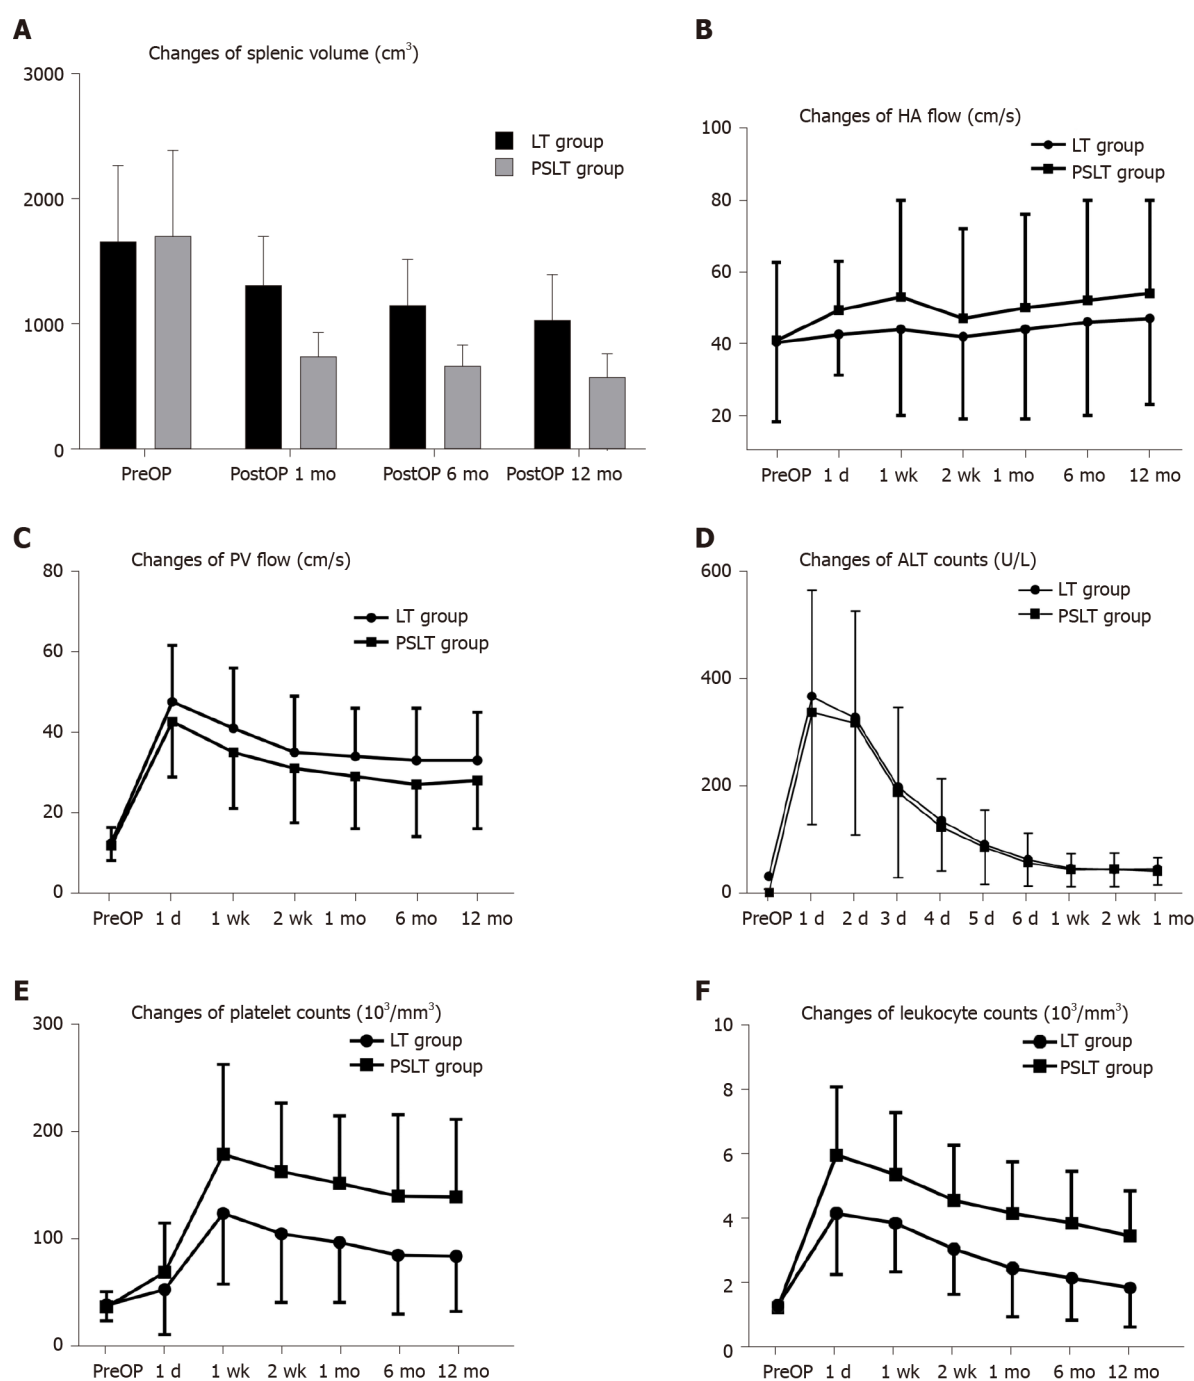 A
Changes of splenic volume (cm³)
3000
2000
1000
0
LT group
PSLT group
PreOP PostOP 1 mo PostOP 6 mo PostOP 12 mo
B
Changes of HA flow (cm/s)
100
80
60
40
20
LT group
PSLT group
PreOP 1 d 1 wk 2 wk 1 mo 6 mo 12 mo
C
Changes of PV flow (cm/s)
80
60
40
20
0
LT group
PSLT group
PreOP 1 d 1 wk 2 wk 1 mo 6 mo 12 mo
D
Changes of ALT counts (U/L)
600
400
200
0
LT group
PSLT group
PreOP 1 d 2 d 3 d 4 d 5 d 6 d 1 wk 2 wk 1 mo
E
Changes of platelet counts (10³/mm³)
300
200
100
0
LT group
PSLT group
PreOP 1 d 1 wk 2 wk 1 mo 6 mo 12 mo
F
Changes of leukocyte counts (10³/mm³)
10
8
6
4
2
0
LT group
PSLT group
PreOP 1 d 1 wk 2 wk 1 mo 6 mo 12 mo